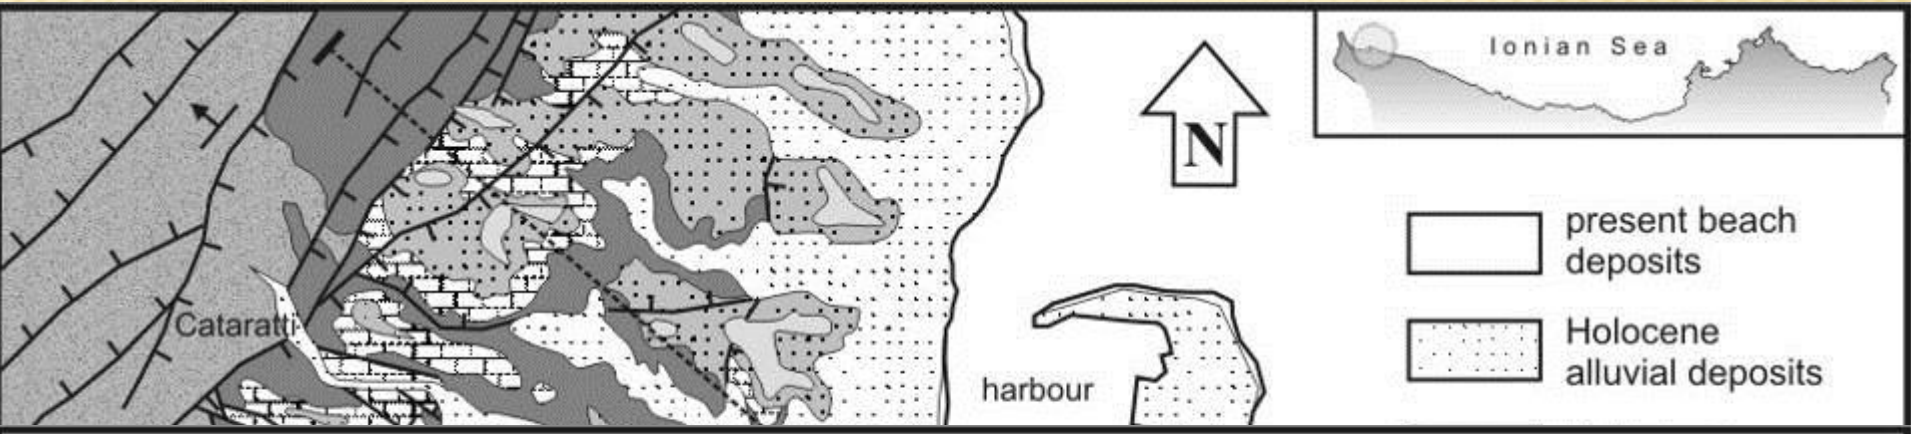 Ionian Sea
N
present beach
deposits
Holocene
alluvial deposits
Cataratti
harbour